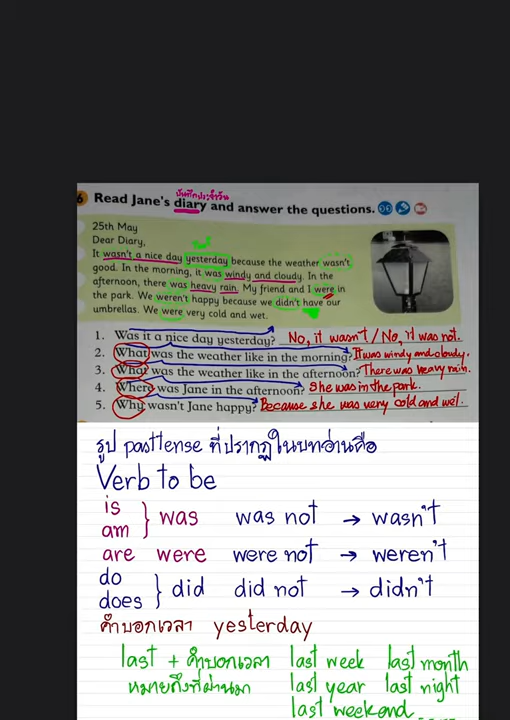 บันทึกประจำวัน
6 Read Jane's diary and answer the questions.
25th May
Dear Diary,
It wasn't a nice day yesterday because the weather wasn't
good. In the morning, it was windy and cloudy. In the
afternoon, there was heavy rain. My friend and I were in
the park. We weren't happy because we didn't have our
umbrellas. We were very cold and wet.
1. Was it a nice day yesterday? No, it wasn't / No, it was not.
2. What was the weather like in the morning? It was windy and cloudy.
3. What was the weather like in the afternoon? There was heavy rain.
4. Where was Jane in the afternoon? She was in the park.
5. Why wasn't Jane happy? Because she was very cold and wet.
รูป past tense ที่ปรากฏในบทอ่านคือ
Verb to be
is
am } was was not → wasn't
are were were not → weren't
do
does } did did not → didn't
คำบอกเวลา yesterday
last + คำบอกเวลา last week last month
หมายถึงที่ผ่านมา last year last night
last weekend